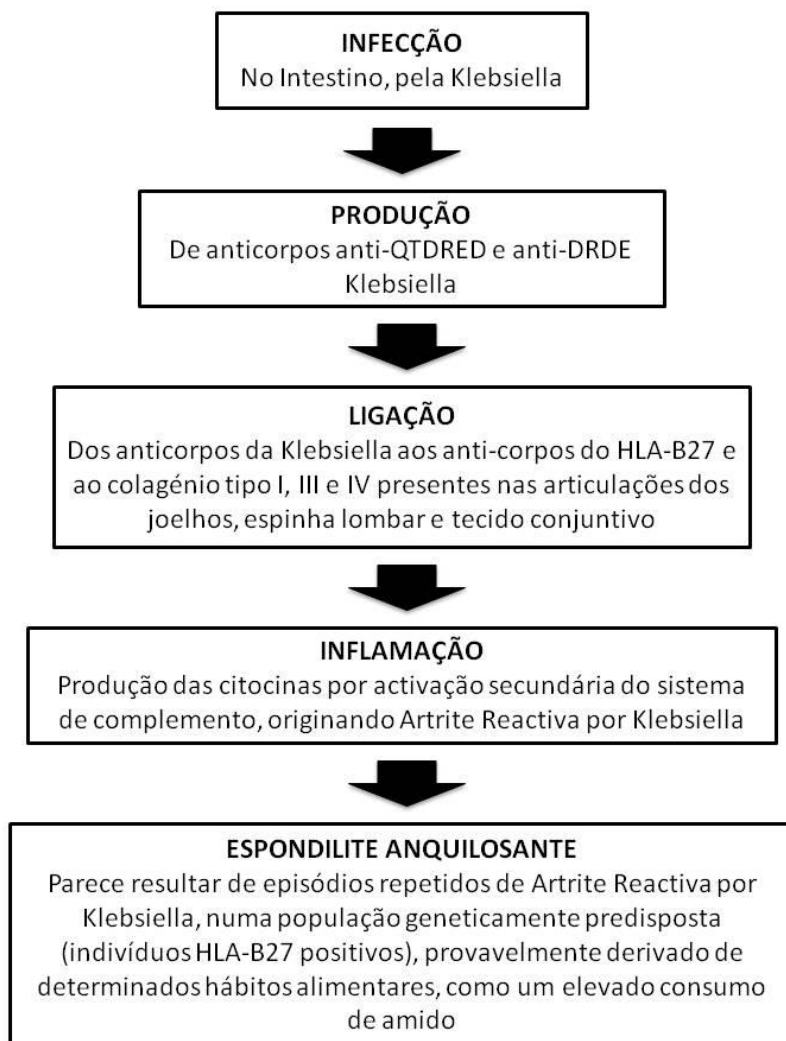 INFECÇÃO
No Intestino, pela Klebsiella
PRODUÇÃO
De anticorpos anti-QTDRED e anti-DRDE
Klebsiella
LIGAÇÃO
Dos anticorpos da Klebsiella aos anti-corpos do HLA-B27 e
ao colagénio tipo I, III e IV presentes nas articulações dos
joelhos, espinha lombar e tecido conjuntivo
INFLAMAÇÃO
Produção das citocinas por activação secundária do sistema
de complemento, originando Artrite Reactiva por Klebsiella
ESPONDILITE ANQUILOSANTE
Parece resultar de episódios repetidos de Artrite Reactiva por
Klebsiella, numa população geneticamente predisposta
(indivíduos HLA-B27 positivos), provavelmente derivado de
determinados hábitos alimentares, como um elevado consumo
de amido